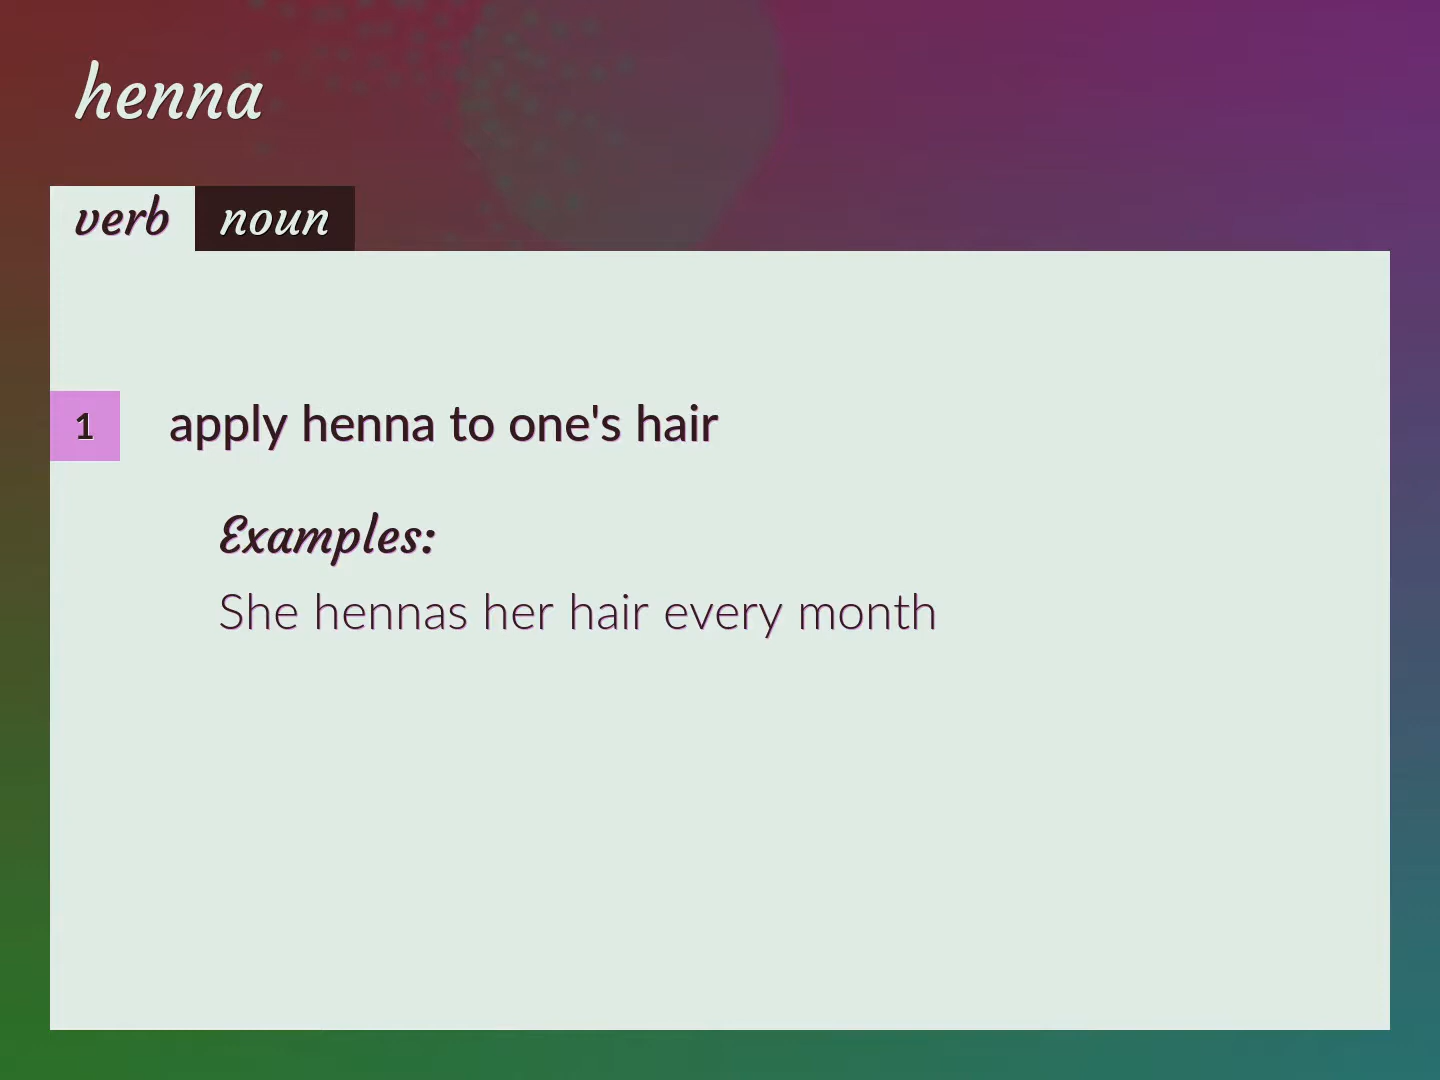 henna
verb noun
1 apply henna to one's hair
Examples:
She hennas her hair every month